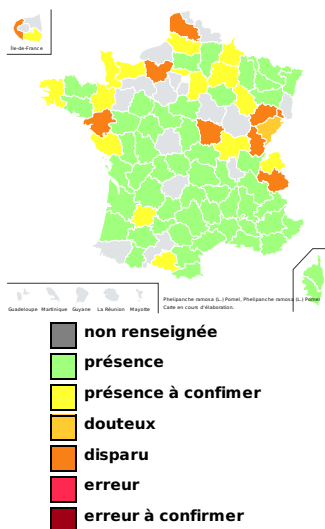 Île-de-France
Guadeloupe Martinique Guyane La Réunion Mayotte
Phelipanche ramosa (L.) Pomel, Phelipanche ramosa (L.) Pomel
Carte en cours d'élaboration.
non renseignée
présence
présence à confimer
douteux
disparu
erreur
erreur à confirmer